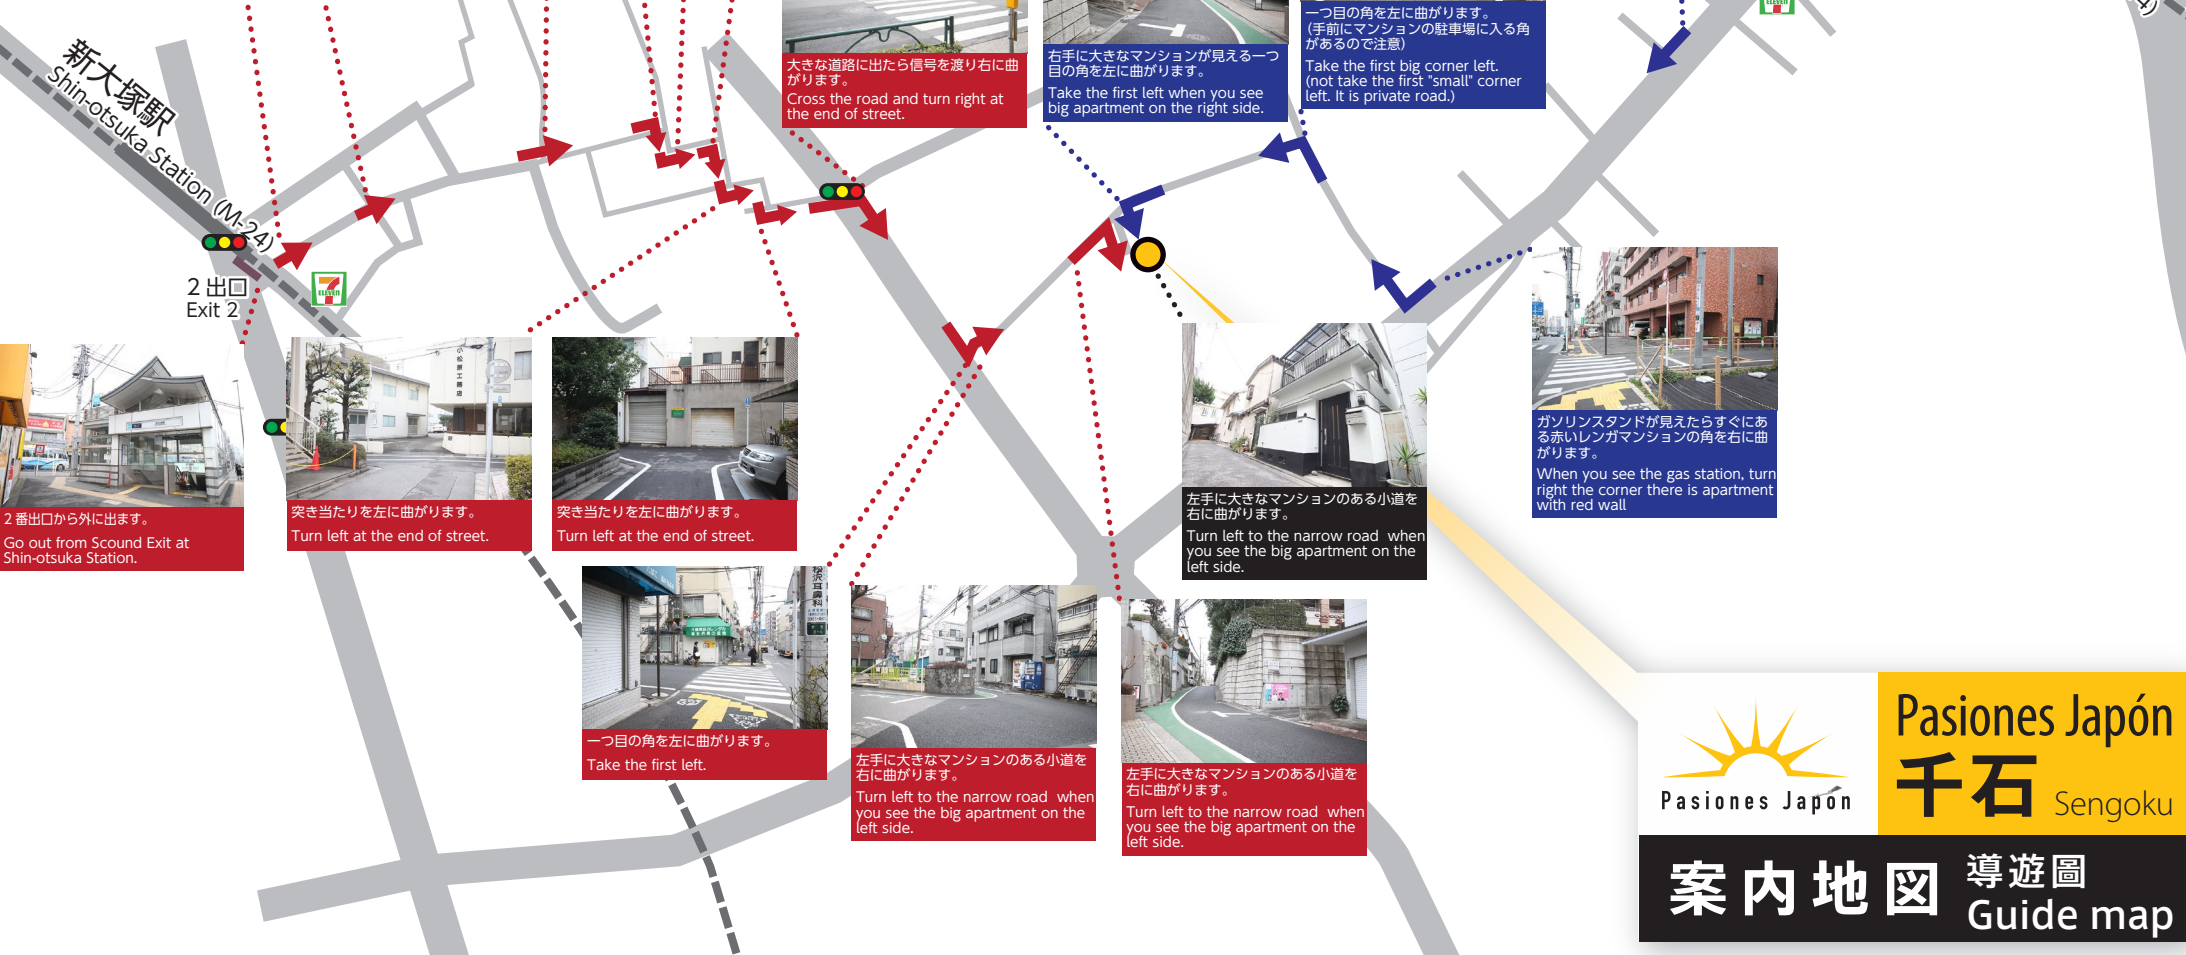 新大塚駅
Shin-otsuka Station (M-24)
2 出口
Exit 2
ELEVEN
7
ELEVEN
大きな道路に出たら信号を渡り右に曲
がります。
Cross the road and turn right at
the end of street.
右手に大きなマンションが見える一つ
目の角を左に曲がります。
Take the first left when you see
big apartment on the right side.
一つ目の角を左に曲がります。
(手前にマンションの駐車場に入る角
があるので注意)
Take the first big corner left.
(not take the first "small" corner
left. It is private road.)
ガソリンスタンドが見えたらすぐにあ
る赤いレンガマンションの角を右に曲
がります。
When you see the gas station, turn
right the corner there is apartment
with red wall
2 番出口から外に出ます。
Go out from Scound Exit at
Shin-otsuka Station.
小松原工務店
突き当たりを左に曲がります。
Turn left at the end of street.
突き当たりを左に曲がります。
Turn left at the end of street.
左手に大きなマンションのある小道を
右に曲がります。
Turn left to the narrow road when
you see the big apartment on the
left side.
一つ目の角を左に曲がります。
Take the first left.
左手に大きなマンションのある小道を
右に曲がります。
Turn left to the narrow road when
you see the big apartment on the
left side.
左手に大きなマンションのある小道を
右に曲がります。
Turn left to the narrow road when
you see the big apartment on the
left side.
Pasiones Japón
Pasiones Japón
千石 Sengoku
案内地図
導遊圖
Guide map